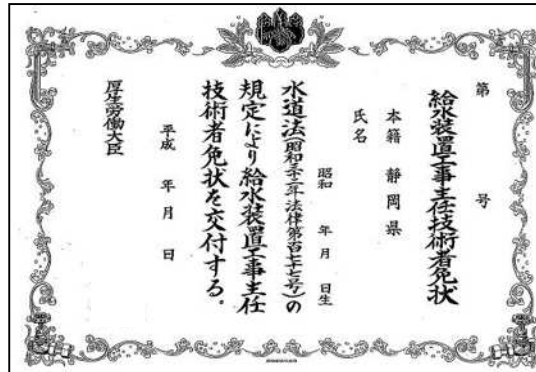 第 号
給水装置工事主任技術者免状
本籍 静岡県
氏名
昭和 年 月 日生
水道法(昭和三十二年法律第百七十七号)の
規定により給水装置工事主任
技術者免状を交付する。
平成 年 月 日
厚生労働大臣